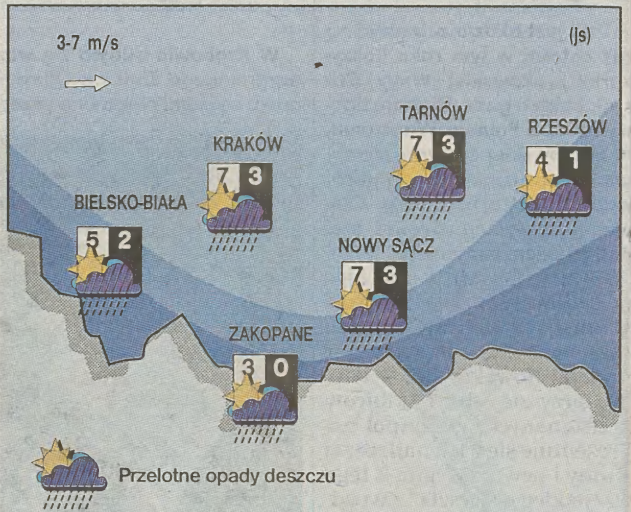 3-7 m/s
(js)
KRAKÓW
7 3
TARNÓW
7 3
RZESZÓW
4 1
BIELSKO-BIAŁA
5 2
NOWY SĄCZ
7 3
ZAKOPANE
3 0
Przelotne opady deszczu